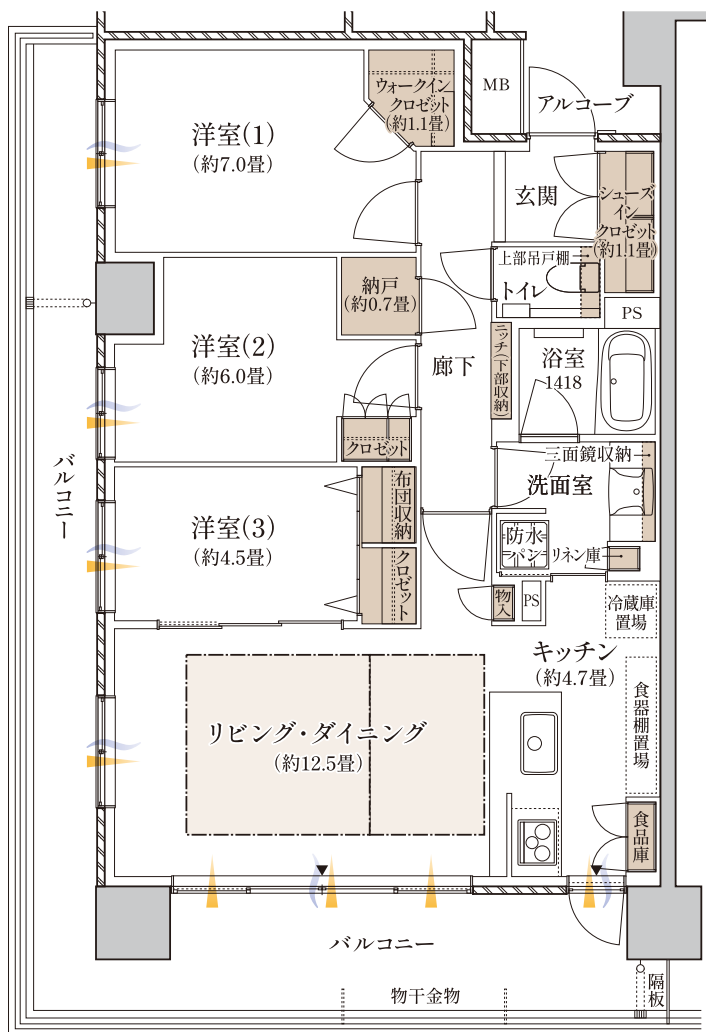 ウォークイン
クロゼット
(約1.1畳)
MB
アルコーブ
洋室(1)
(約7.0畳)
玄関
シューズ
イン
クロゼット
(約1.1畳)
上部吊戸棚
トイレ
納戸
(約0.7畳)
PS
洋室(2)
(約6.0畳)
廊下
ニッチ(下部収納)
浴室
1418
クロゼット
三面鏡収納
洗面室
バルコニー
洋室(3)
(約4.5畳)
布団収納
クロゼット
防水
パン
リネン庫
物入
PS
冷蔵庫
置場
キッチン
(約4.7畳)
食器棚置場
リビング・ダイニング
(約12.5畳)
食品庫
バルコニー
物干金物
隔板